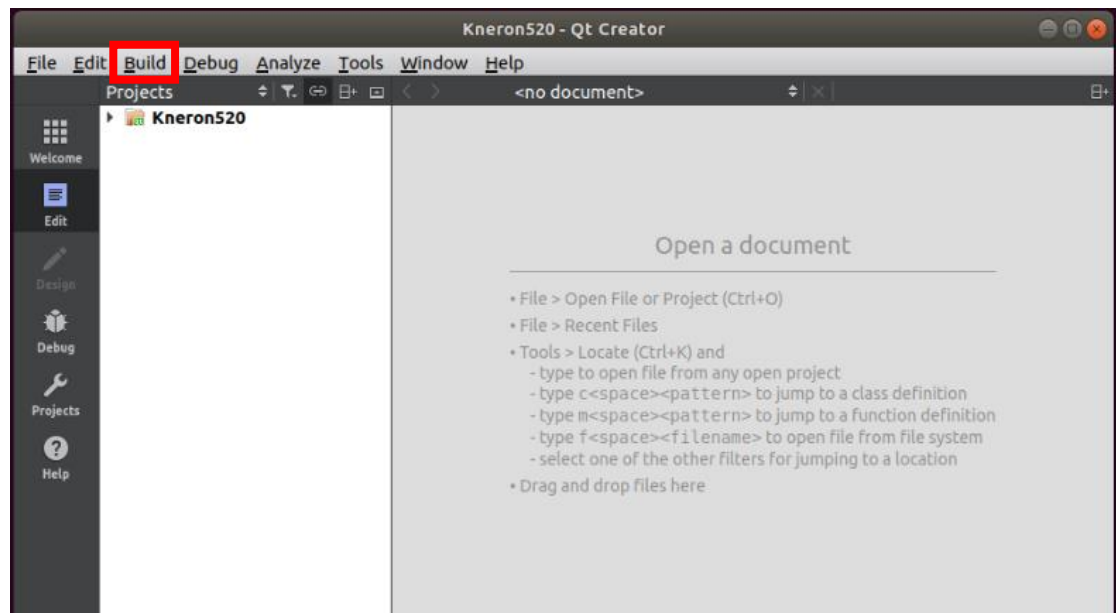 Kneron520 - Qt Creator
File Edit Build Debug Analyze Tools Window Help
Projects <no document>
Kneron520
Welcome
Edit
Design
Debug
Projects
Help
Open a document
• File > Open File or Project (Ctrl+O)
• File > Recent Files
• Tools > Locate (Ctrl+K) and
- type to open file from any open project
- type c<space><pattern> to jump to a class definition
- type m<space><pattern> to jump to a function definition
- type f<space><filename> to open file from file system
- select one of the other filters for jumping to a location
• Drag and drop files here